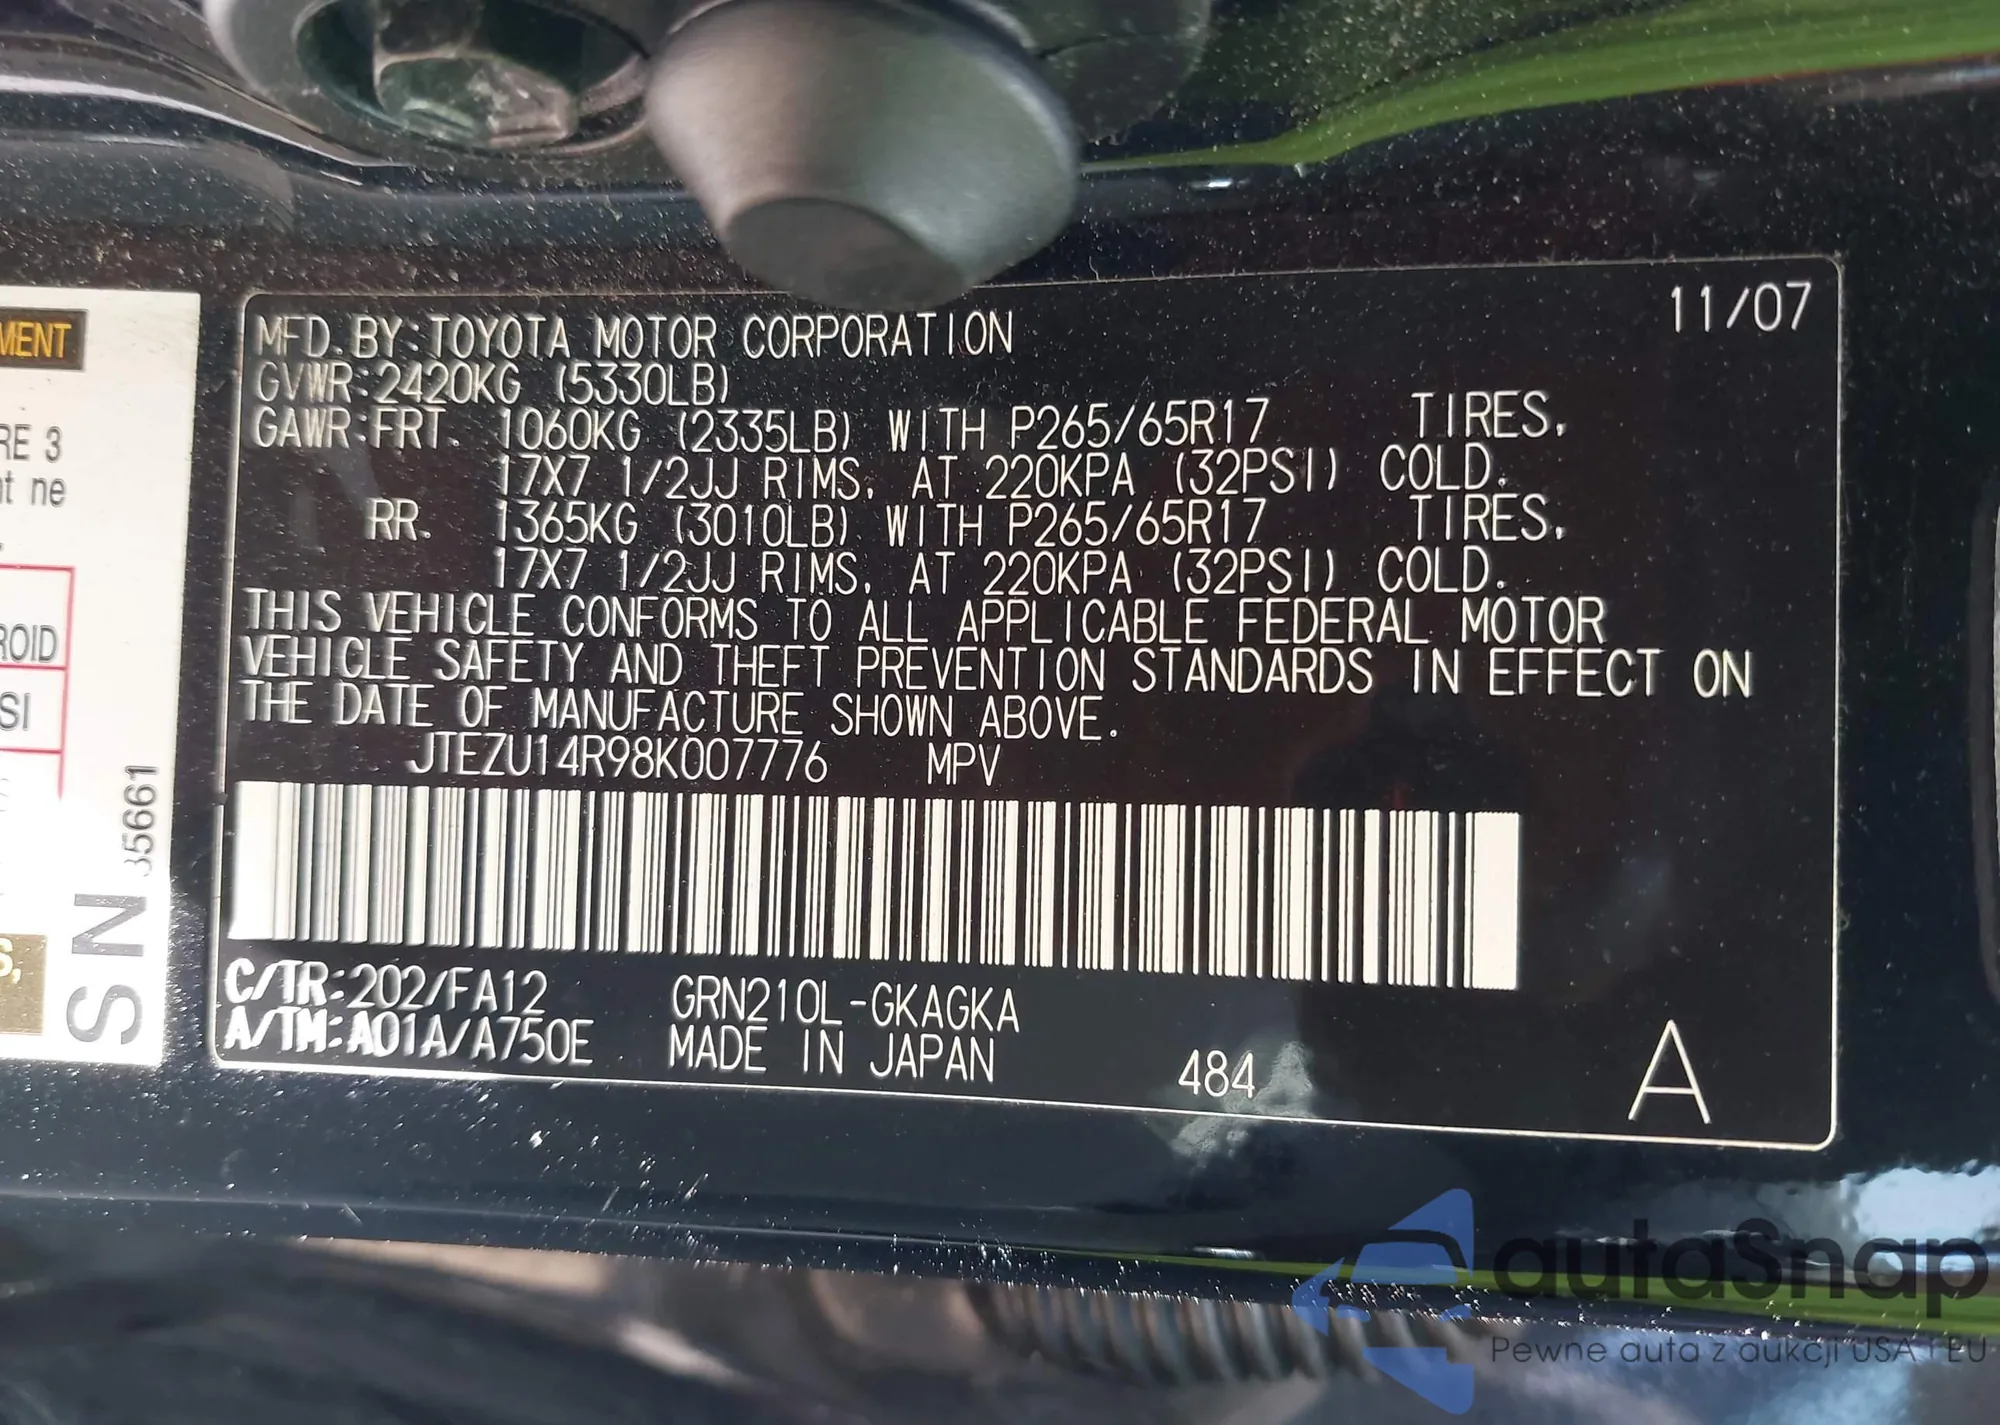 11/07
MFD.BY:TOYOTA MOTOR CORPORATION
GVWR:2420KG (5330LB)
GAWR:FRT. 1060KG (2335LB) WITH P265/65R17 TIRES,
17X7 1/2JJ RIMS, AT 220KPA (32PSI) COLD.
RR. 1365KG (3010LB) WITH P265/65R17 TIRES,
17X7 1/2JJ RIMS, AT 220KPA (32PSI) COLD.
THIS VEHICLE CONFORMS TO ALL APPLICABLE FEDERAL MOTOR
VEHICLE SAFETY AND THEFT PREVENTION STANDARDS IN EFFECT ON
THE DATE OF MANUFACTURE SHOWN ABOVE.
JTEZU14R98K007776 MPV
C/TR:202/FA12 GRN210L-GKAGKA
A/TM:A01A/A750E MADE IN JAPAN 484 A
MENT
RE 3
nt ne
ROID
SI
S,
S N 35661
autoSnap
Pewne auta z aukcji USA i EU